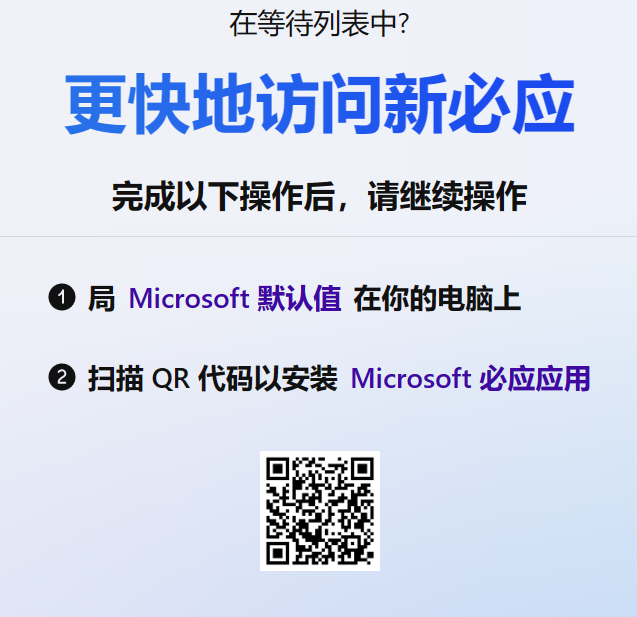 在等待列表中?
更快地访问新必应
完成以下操作后，请继续操作
❶ 局 Microsoft 默认值 在你的电脑上
❷ 扫描 QR 代码以安装 Microsoft 必应应用